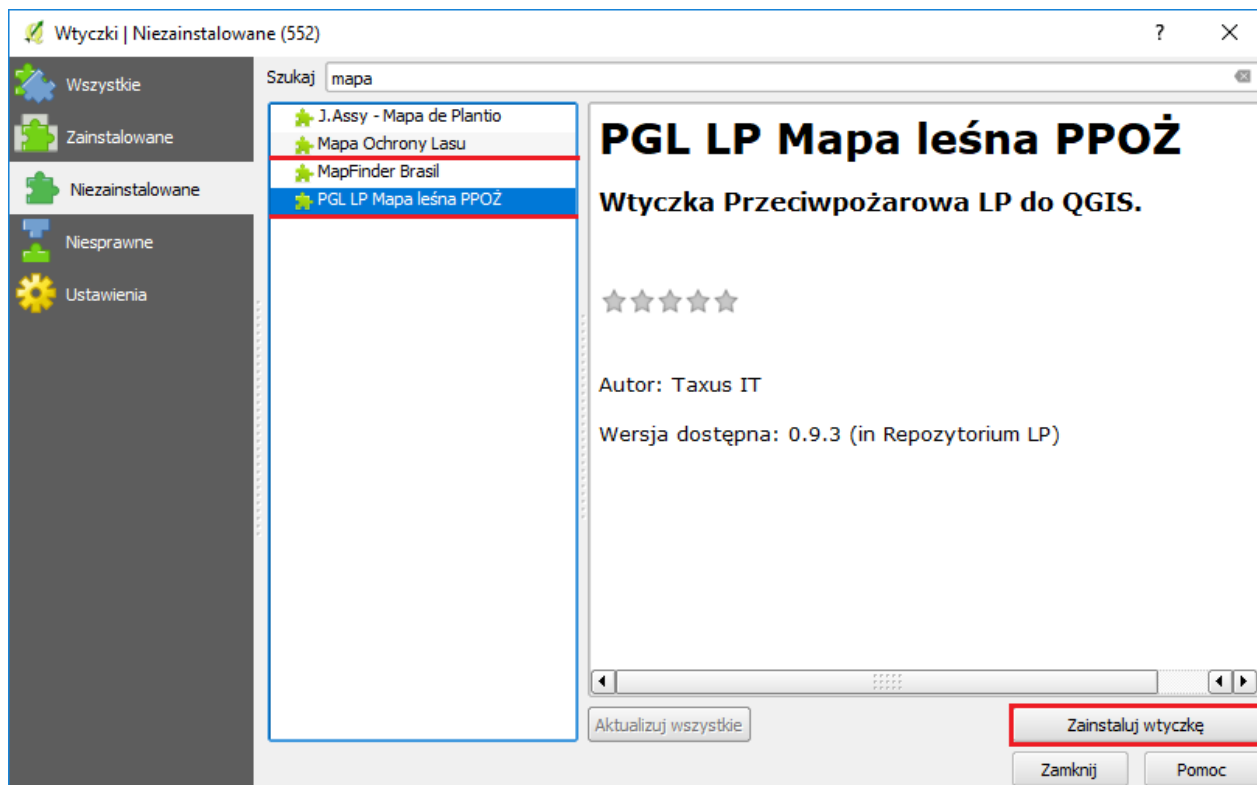 Wtyczki | Niezainstalowane (552)
?
Wszystkie
Zainstalowane
Niezainstalowane
Niesprawne
Ustawienia
Szukaj mapa
J.Assy - Mapa de Plantio
Mapa Ochrony Lasu
MapFinder Brasil
PGL LP Mapa leśna PPOŻ
PGL LP Mapa leśna PPOŻ
Wtyczka Przeciwpożarowa LP do QGIS.
Autor: Taxus IT
Wersja dostępna: 0.9.3 (in Repozytorium LP)
Aktualizuj wszystkie
Zainstaluj wtyczkę
Zamknij
Pomoc